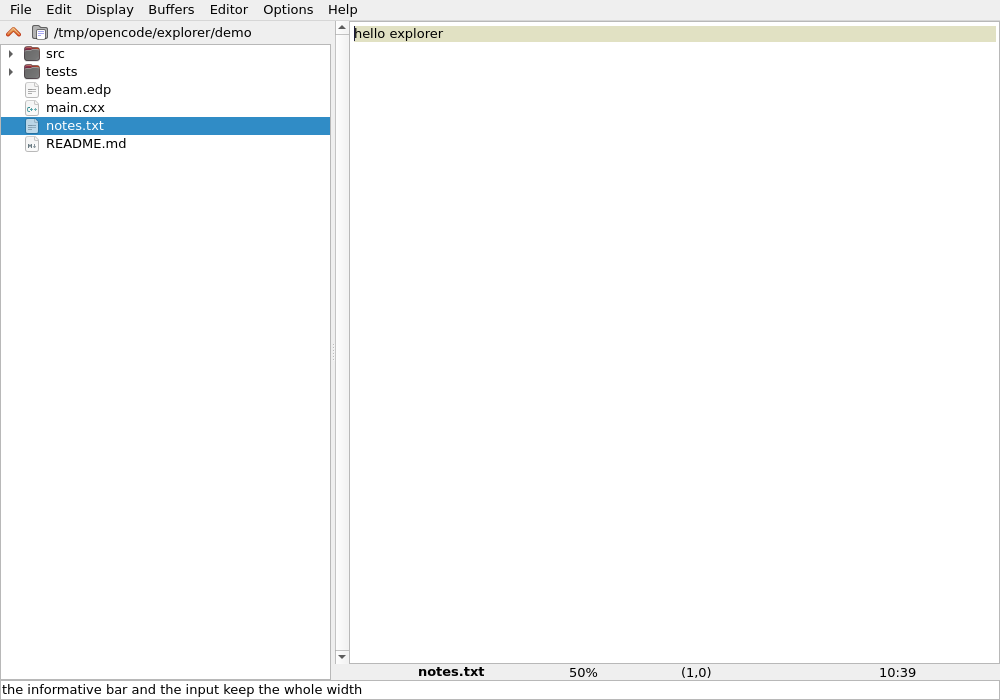 File Edit Display Buffers Editor Options Help
/tmp/opencode/explorer/demo
src
tests
beam.edp
main.cxx
notes.txt
README.md
hello explorer
notes.txt 50% (1,0) 10:39
the informative bar and the input keep the whole width